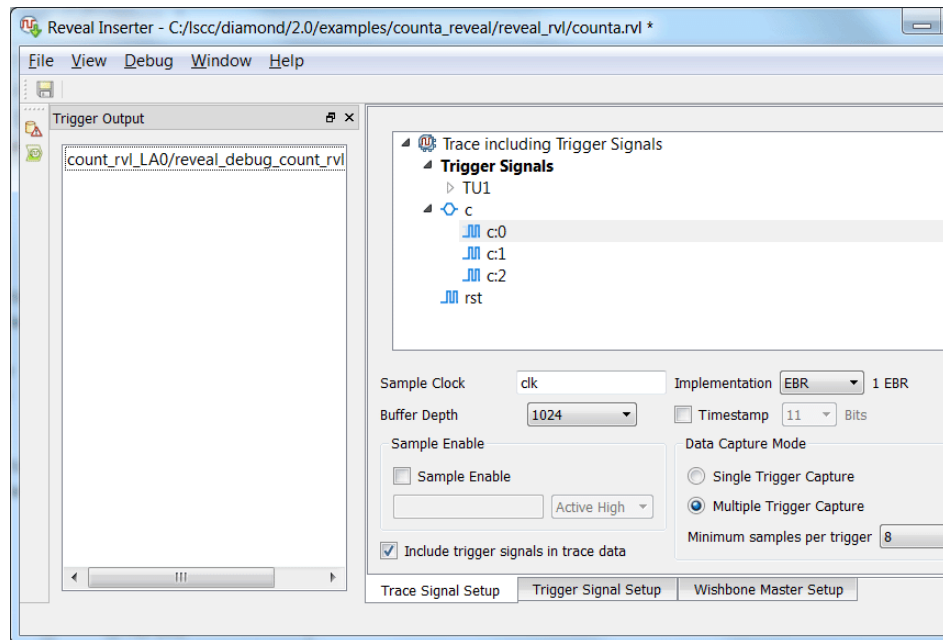 Reveal Inserter - C:/lscc/diamond/2.0/examples/counta_reveal/reveal_rvl/counta.rvl *
File View Debug Window Help
Trigger Output
count_rvl_LA0/reveal_debug_count_rvl
Trace including Trigger Signals
Trigger Signals
TU1
c
c:0
c:1
c:2
rst
Sample Clock clk Implementation EBR 1 EBR
Buffer Depth 1024 Timestamp 11 Bits
Sample Enable Data Capture Mode
Sample Enable Single Trigger Capture
Active High Multiple Trigger Capture
Minimum samples per trigger 8
Include trigger signals in trace data
Trace Signal Setup Trigger Signal Setup Wishbone Master Setup